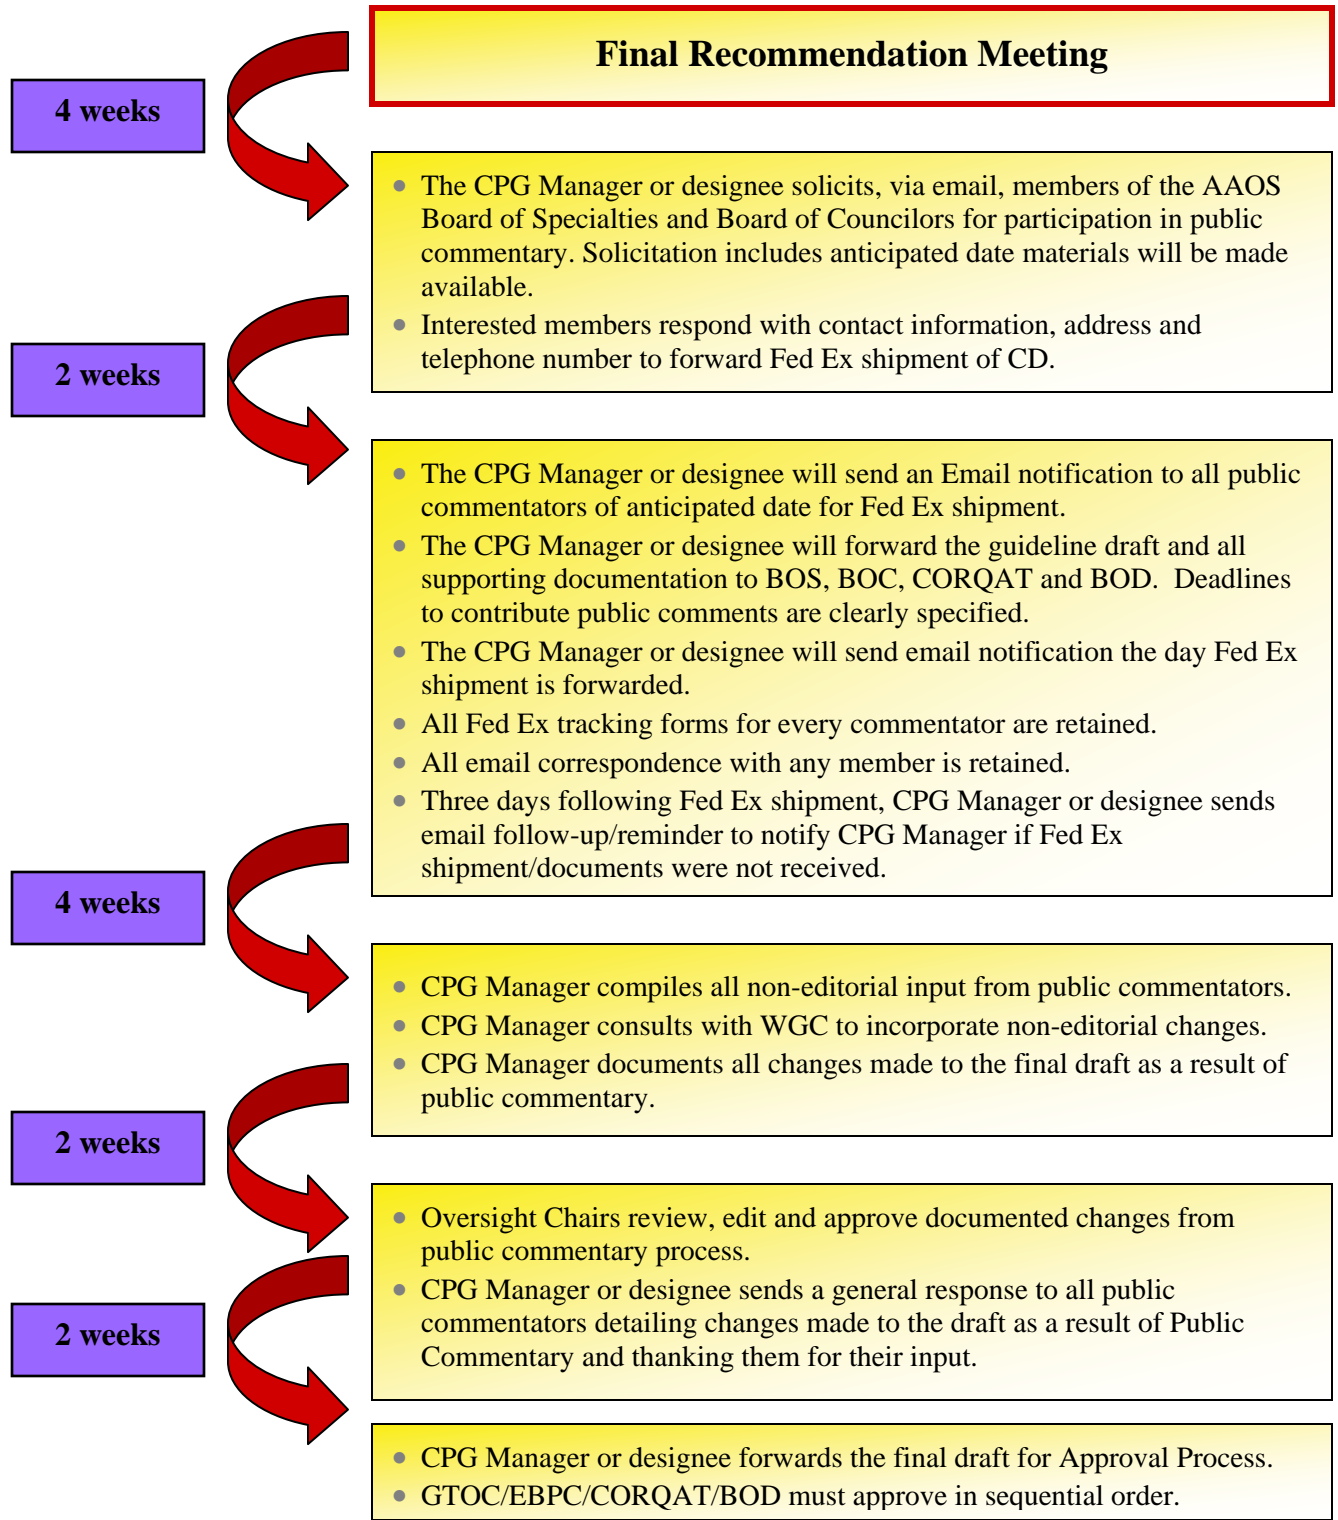 Final Recommendation Meeting
4 weeks
• The CPG Manager or designee solicits, via email, members of the AAOS
Board of Specialties and Board of Councilors for participation in public
commentary. Solicitation includes anticipated date materials will be made
available.
• Interested members respond with contact information, address and
telephone number to forward Fed Ex shipment of CD.
2 weeks
• The CPG Manager or designee will send an Email notification to all public
commentators of anticipated date for Fed Ex shipment.
• The CPG Manager or designee will forward the guideline draft and all
supporting documentation to BOS, BOC, CORQAT and BOD.  Deadlines
to contribute public comments are clearly specified.
• The CPG Manager or designee will send email notification the day Fed Ex
shipment is forwarded.
• All Fed Ex tracking forms for every commentator are retained.
• All email correspondence with any member is retained.
• Three days following Fed Ex shipment, CPG Manager or designee sends
email follow-up/reminder to notify CPG Manager if Fed Ex
shipment/documents were not received.
4 weeks
• CPG Manager compiles all non-editorial input from public commentators.
• CPG Manager consults with WGC to incorporate non-editorial changes.
• CPG Manager documents all changes made to the final draft as a result of
public commentary.
2 weeks
• Oversight Chairs review, edit and approve documented changes from
public commentary process.
• CPG Manager or designee sends a general response to all public
commentators detailing changes made to the draft as a result of Public
Commentary and thanking them for their input.
2 weeks
• CPG Manager or designee forwards the final draft for Approval Process.
• GTOC/EBPC/CORQAT/BOD must approve in sequential order.